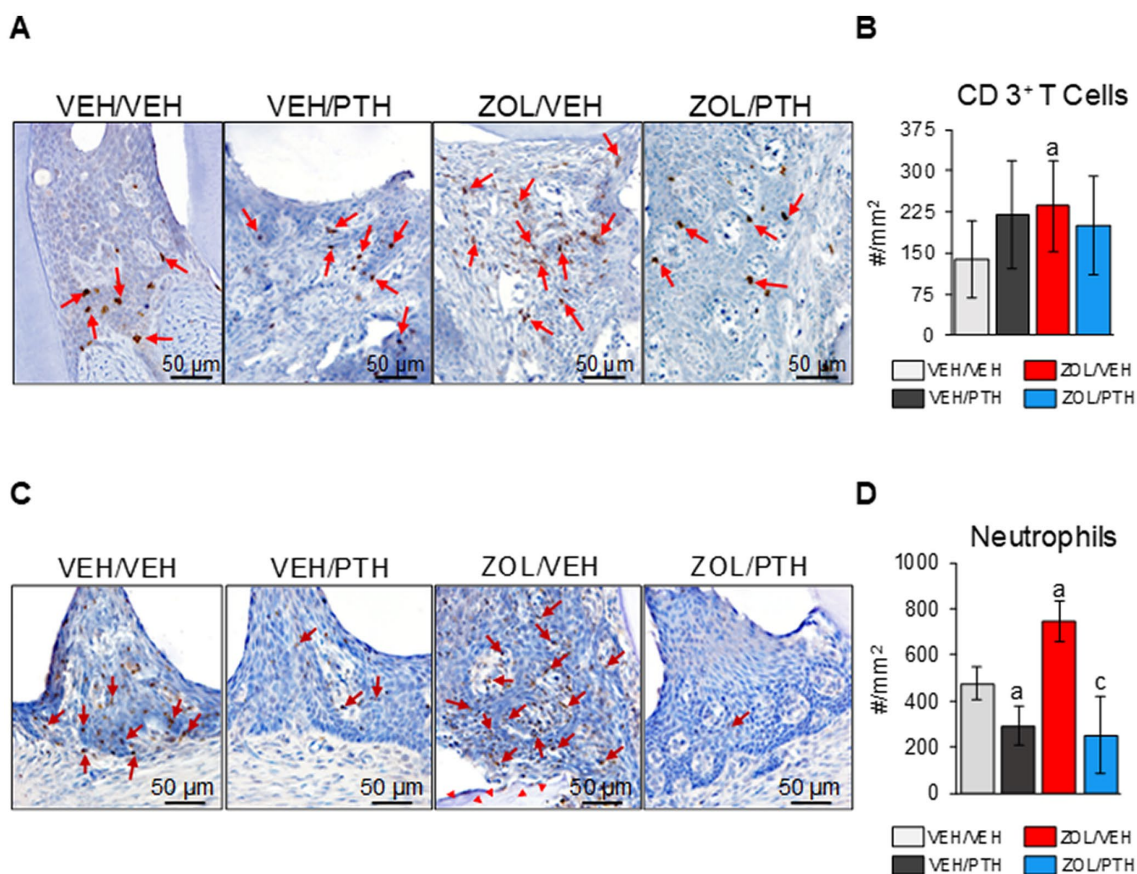 A
VEH/VEH
VEH/PTH
ZOL/VEH
ZOL/PTH
50 µm
50 µm
50 µm
50 µm
B
CD 3+ T Cells
375
300
225
150
75
0
#/mm²
a
VEH/VEH
ZOL/VEH
VEH/PTH
ZOL/PTH
C
VEH/VEH
VEH/PTH
ZOL/VEH
ZOL/PTH
50 µm
50 µm
50 µm
50 µm
D
Neutrophils
1000
800
600
400
200
0
#/mm²
a
a
c
VEH/VEH
ZOL/VEH
VEH/PTH
ZOL/PTH